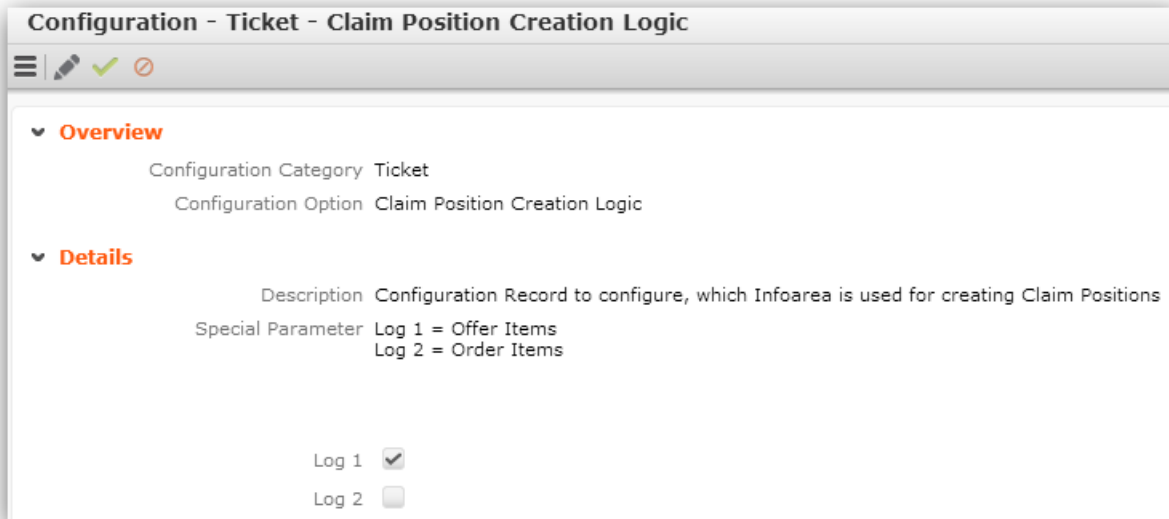 Configuration - Ticket - Claim Position Creation Logic
Overview
Configuration Category Ticket
Configuration Option Claim Position Creation Logic
Details
Description Configuration Record to configure, which Infoarea is used for creating Claim Positions
Special Parameter Log 1 = Offer Items
Log 2 = Order Items
Log 1
Log 2